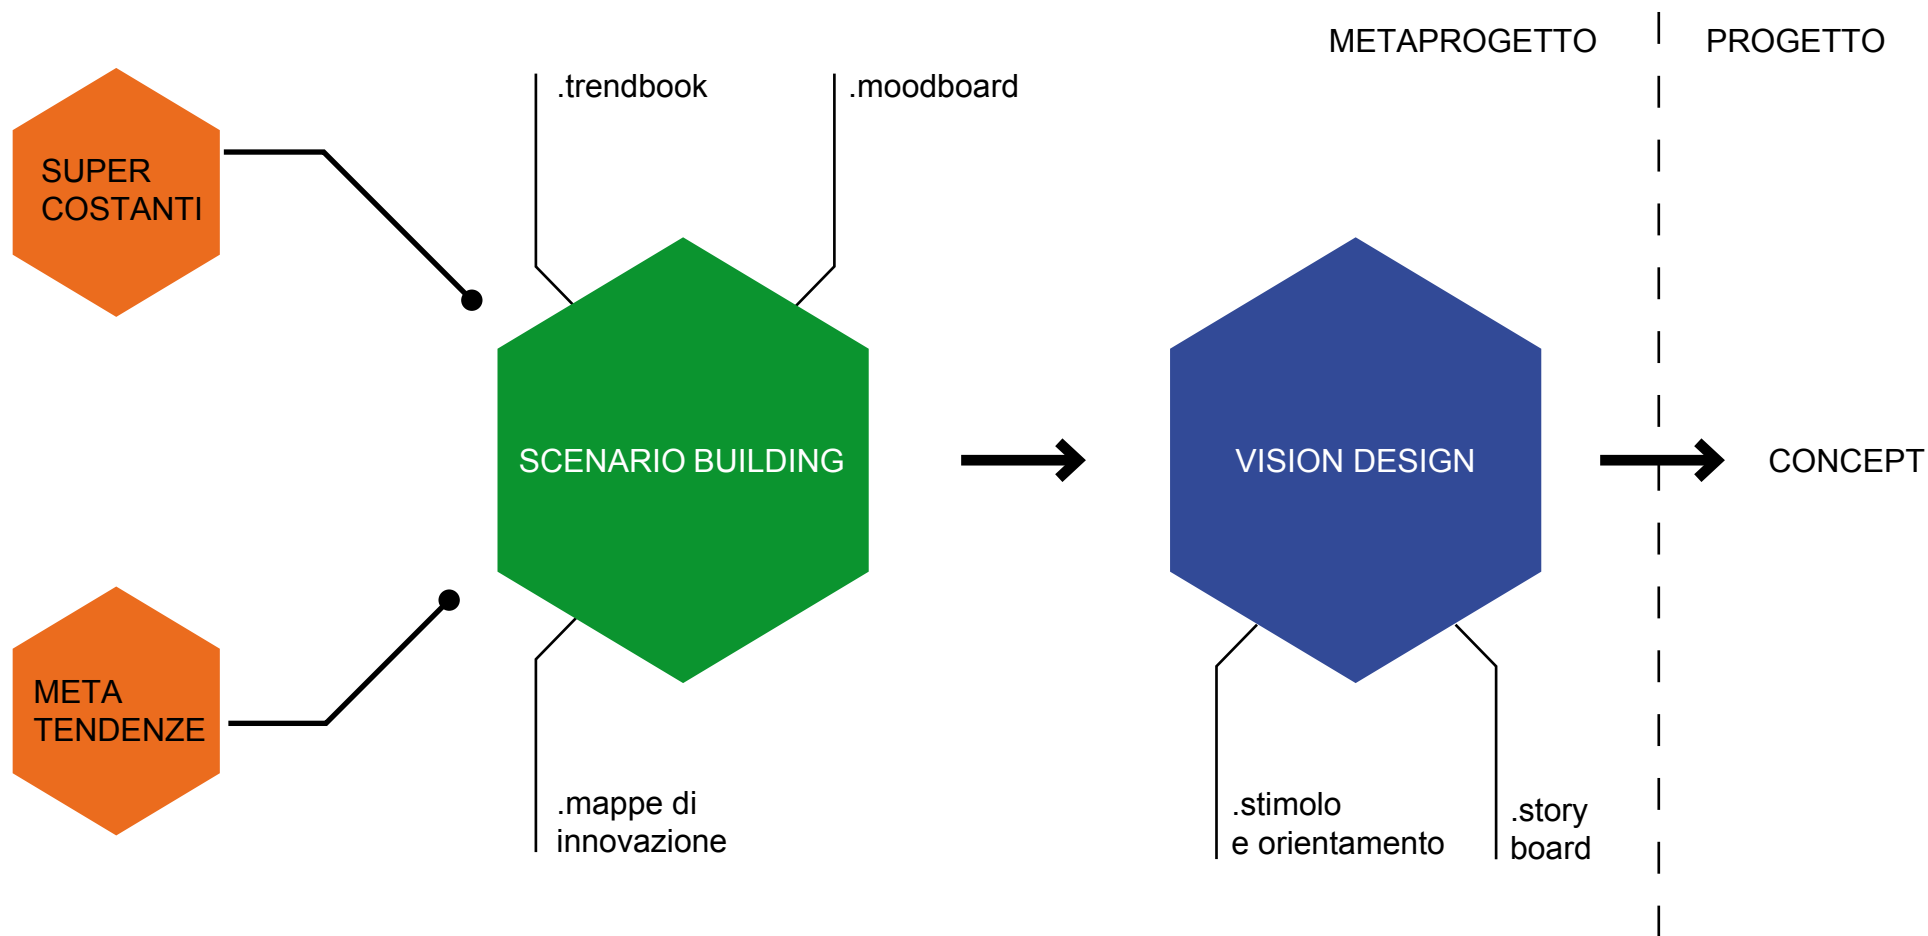 METAPROGETTO
PROGETTO
.trendbook
.moodboard
SUPER
COSTANTI
SCENARIO BUILDING
VISION DESIGN
CONCEPT
META
TENDENZE
.mappe di
innovazione
.stimolo
e orientamento
.story
board